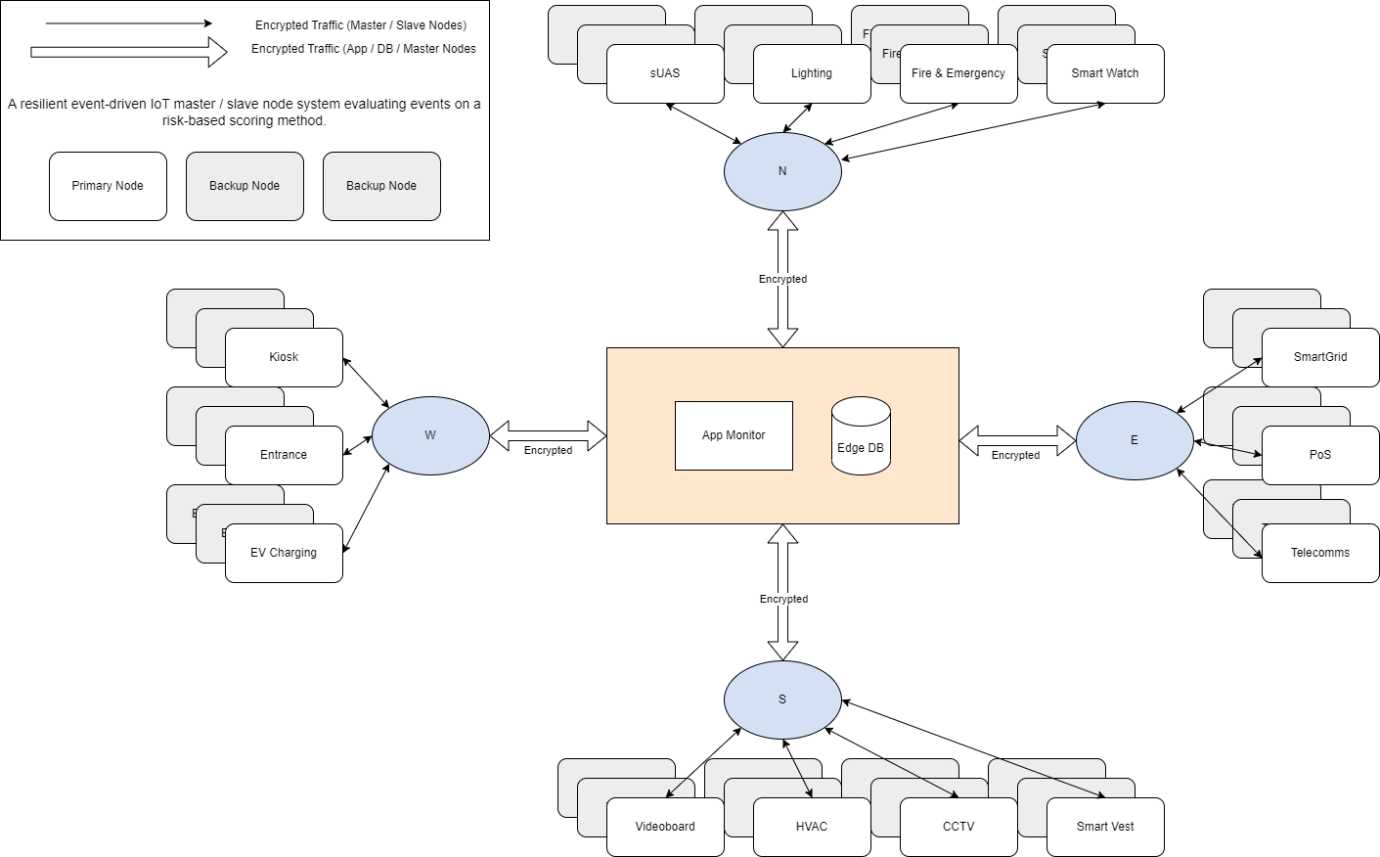 Encrypted Traffic (Master / Slave Nodes)
Encrypted Traffic (App / DB / Master Nodes
A resilient event-driven IoT master / slave node system evaluating events on a
risk-based scoring method.
Primary Node
Backup Node
Backup Node
sUAS
Lighting
Fire & Emergency
Smart Watch
N
Encrypted
Kiosk
Entrance
EV Charging
W
Encrypted
App Monitor
Edge DB
Encrypted
E
SmartGrid
PoS
Telecomms
Encrypted
S
Videoboard
HVAC
CCTV
Smart Vest